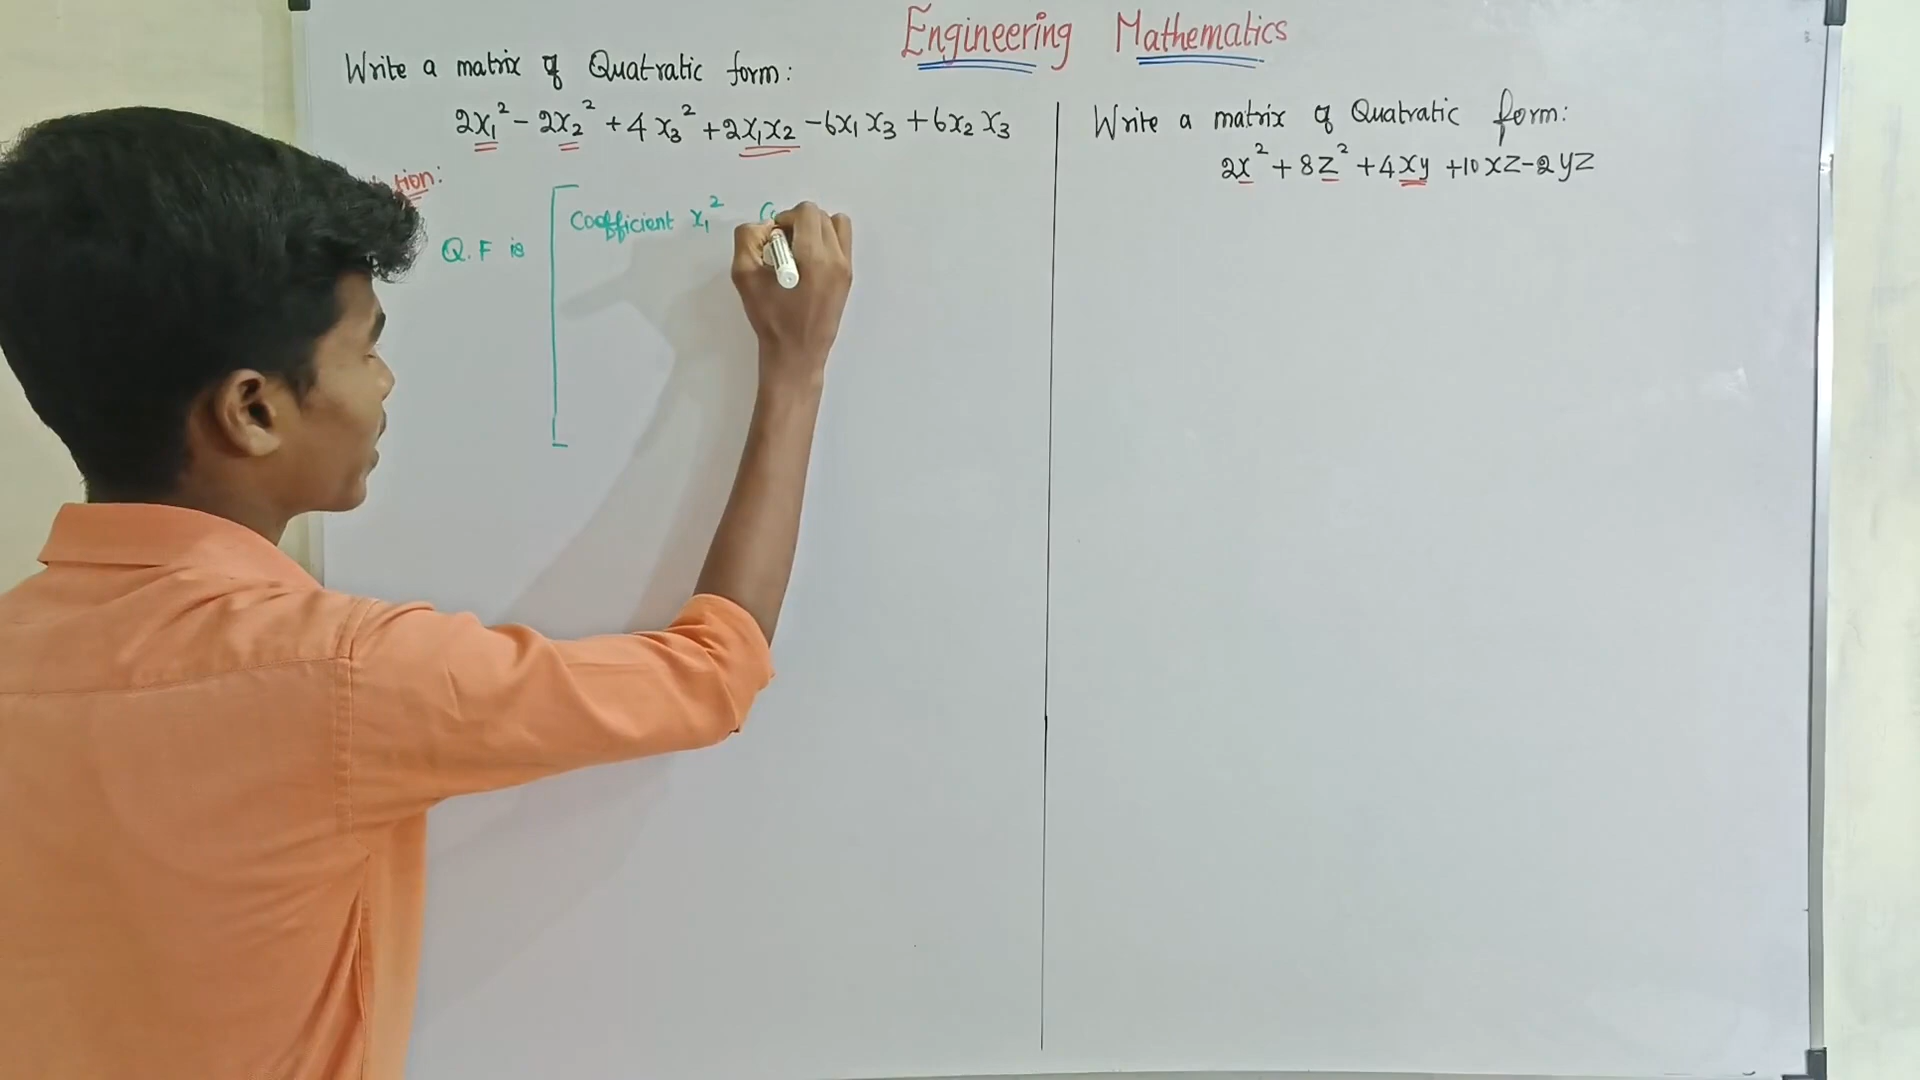 Engineering Mathematics
Write a matrix of Quatratic form:
2x₁² - 2x₂² + 4x₃² + 2x₁x₂ - 6x₁x₃ + 6x₂x₃
tion:
Q.F is
Coefficient x₁²
Write a matrix of Quatratic form:
2x² + 8z² + 4xy + 10xz - 2yz